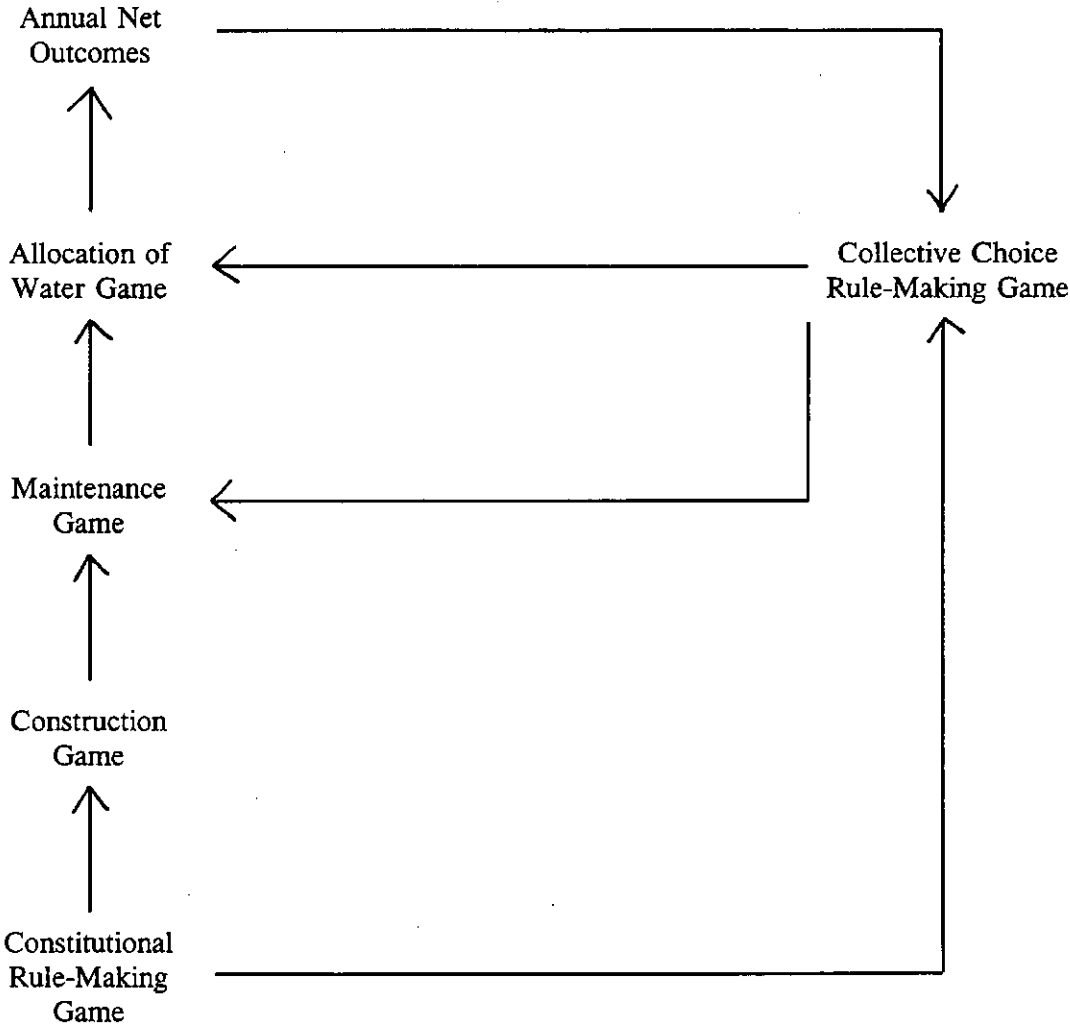 Annual Net
Outcomes
Allocation of
Water Game
Collective Choice
Rule-Making Game
Maintenance
Game
Construction
Game
Constitutional
Rule-Making
Game